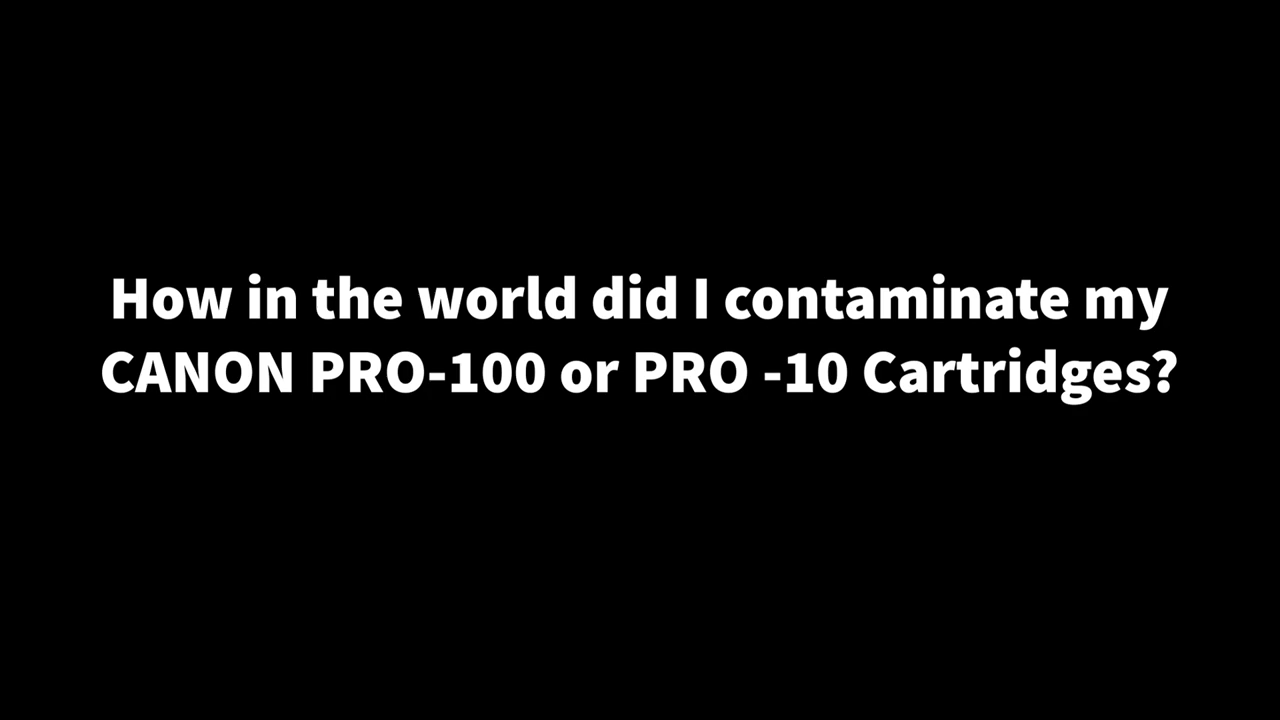 How in the world did I contaminate my
CANON PRO-100 or PRO -10 Cartridges?